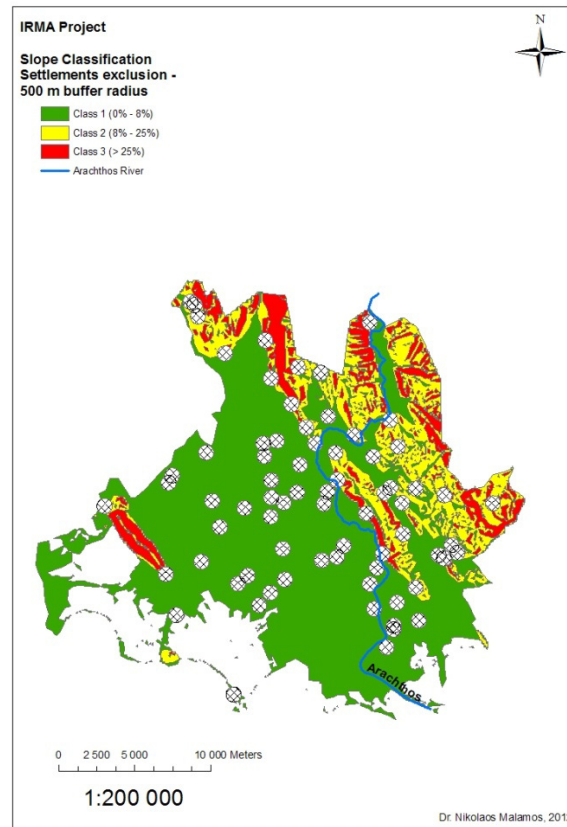 IRMA Project
N
Slope Classification
Settlements exclusion -
500 m buffer radius
Class 1 (0% - 8%)
Class 2 (8% - 25%)
Class 3 (> 25%)
Arachthos River
Arachthos
0 2 500 5 000 10 000 Meters
1:200 000
Dr. Nikolaos Malamos, 201